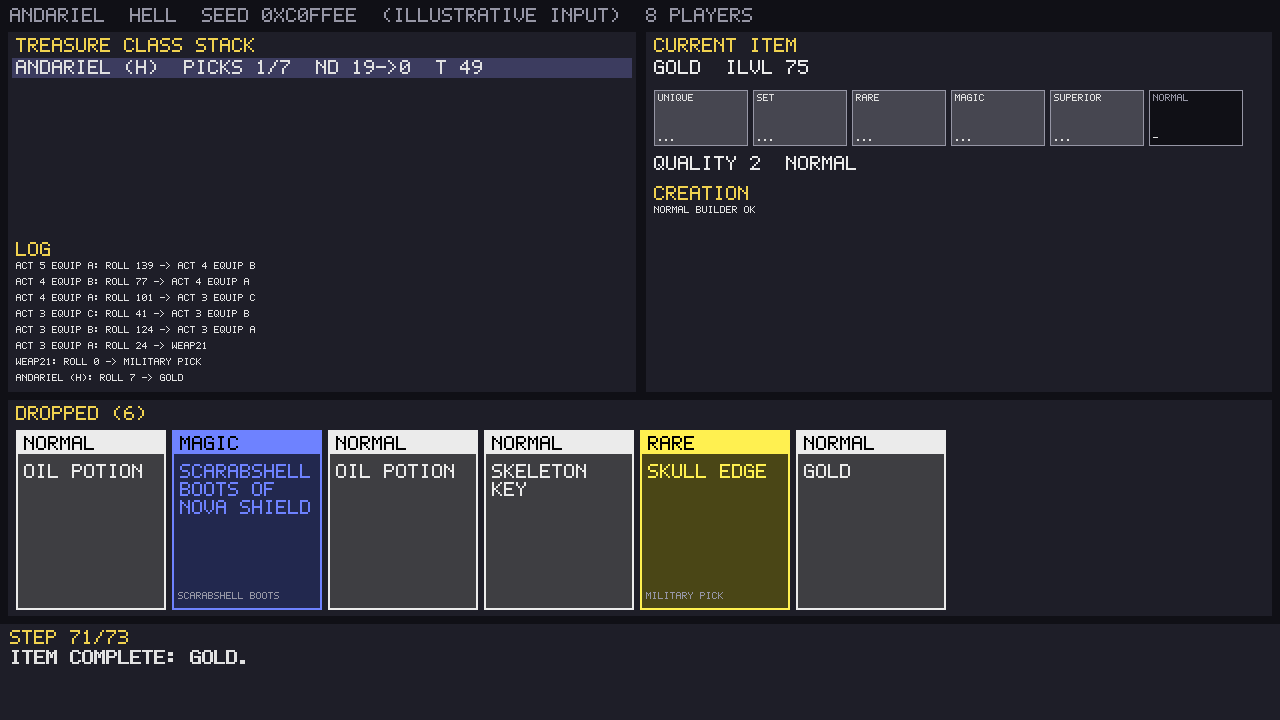 ANDARIEL HELL SEED 0XC0FFEE (ILLUSTRATIVE INPUT) 8 PLAYERS
TREASURE CLASS STACK
ANDARIEL (H) PICKS 1/7 ND 19->0 T 49
LOG
ACT 5 EQUIP A: ROLL 139 -> ACT 4 EQUIP B
ACT 4 EQUIP B: ROLL 77 -> ACT 4 EQUIP A
ACT 4 EQUIP A: ROLL 101 -> ACT 3 EQUIP C
ACT 3 EQUIP C: ROLL 41 -> ACT 3 EQUIP B
ACT 3 EQUIP B: ROLL 124 -> ACT 3 EQUIP A
ACT 3 EQUIP A: ROLL 24 -> WEAP21
WEAP21: ROLL 0 -> MILITARY PICK
ANDARIEL (H): ROLL 7 -> GOLD
CURRENT ITEM
GOLD ILVL 75
UNIQUE SET RARE MAGIC SUPERIOR NORMAL
... ... ... ... ... -
QUALITY 2 NORMAL
CREATION
NORMAL BUILDER OK
DROPPED (6)
NORMAL
OIL POTION
MAGIC
SCARABSHELL
BOOTS OF
NOVA SHIELD
SCARABSHELL BOOTS
NORMAL
OIL POTION
NORMAL
SKELETON
KEY
RARE
SKULL EDGE
MILITARY PICK
NORMAL
GOLD
STEP 71/73
ITEM COMPLETE: GOLD.